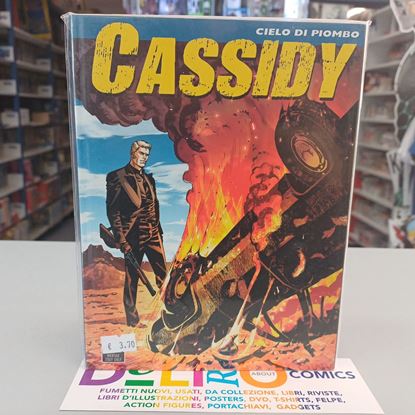 CIELO DI PIOMBO
CASSIDY
€ 3,70
ABOUT
COMICS
FUMETTI NUOVI, USATI, DA COLLEZIONE, LIBRI, RIVISTE,
LIBRI D'ILLUSTRAZIONI, POSTERS, DVD, T-SHIRTS, FELPE,
ACTION FIGURES, PORTACHIAVI, GADGETS